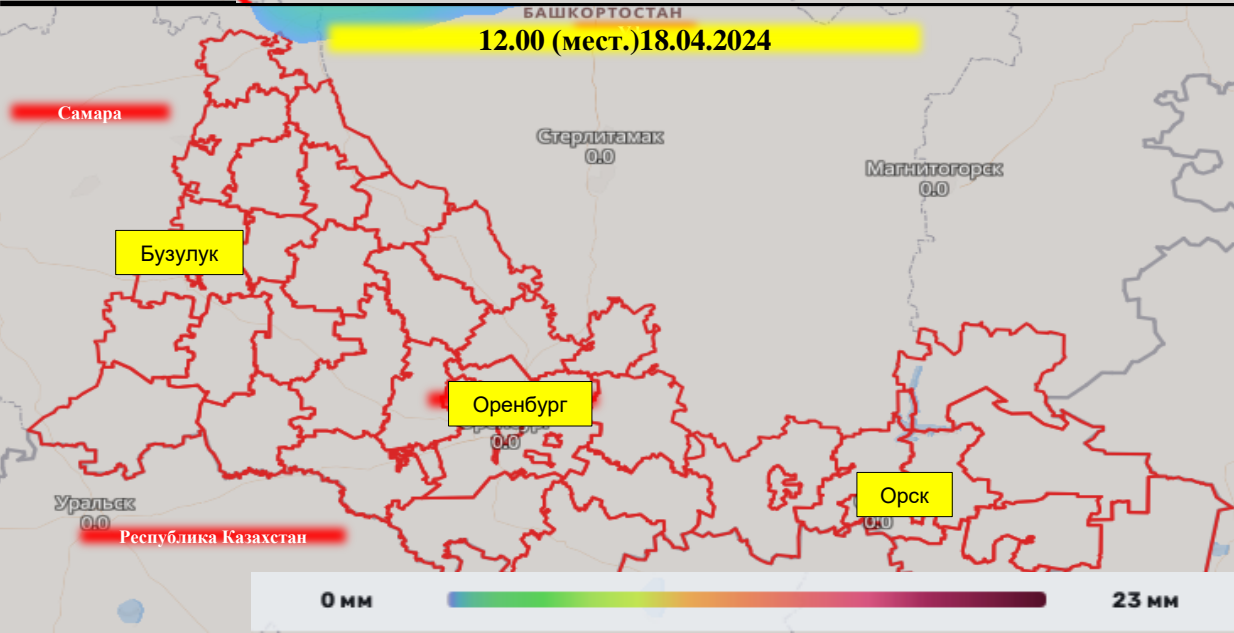 БАШКОРТОСТАН
12.00 (мест.)18.04.2024
Самара
Стерлитамак
0.0
Магнитогорск
0.0
Бузулук
Оренбург
0.0
Орск
0.0
Уральск
0.0
Республика Казахстан
0 мм
23 мм